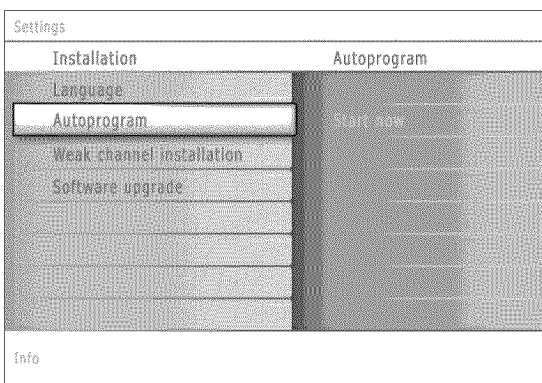 Settings
Installation Autoprogram
Language
Autoprogram Start now
Weak channel installation
Software upgrade
Info